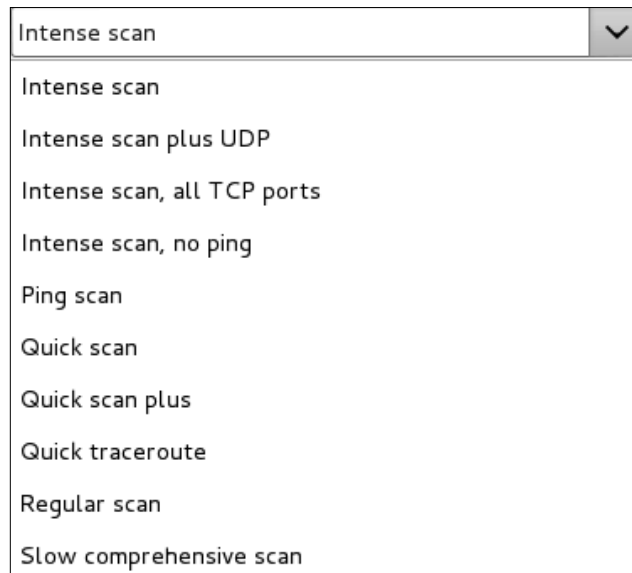 Intense scan
Intense scan
Intense scan plus UDP
Intense scan, all TCP ports
Intense scan, no ping
Ping scan
Quick scan
Quick scan plus
Quick traceroute
Regular scan
Slow comprehensive scan